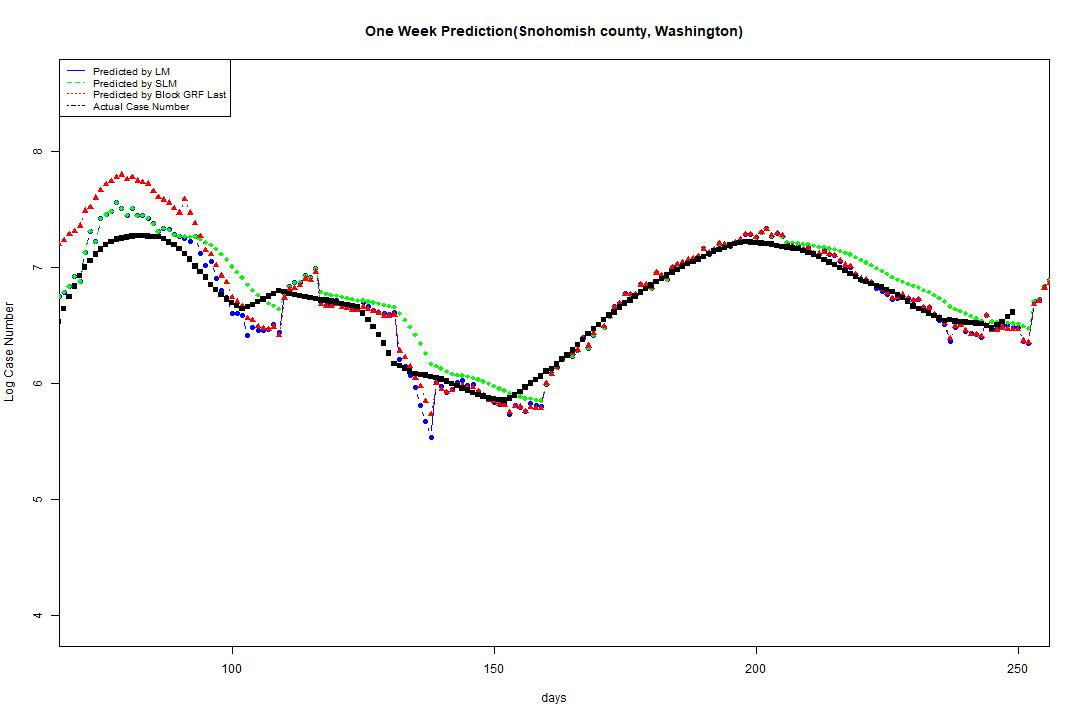 One Week Prediction(Snohomish county, Washington)
Predicted by LM
Predicted by SLM
Predicted by Block GRF Last
Actual Case Number
8
7
6
5
4
Log Case Number
100
150
200
250
days